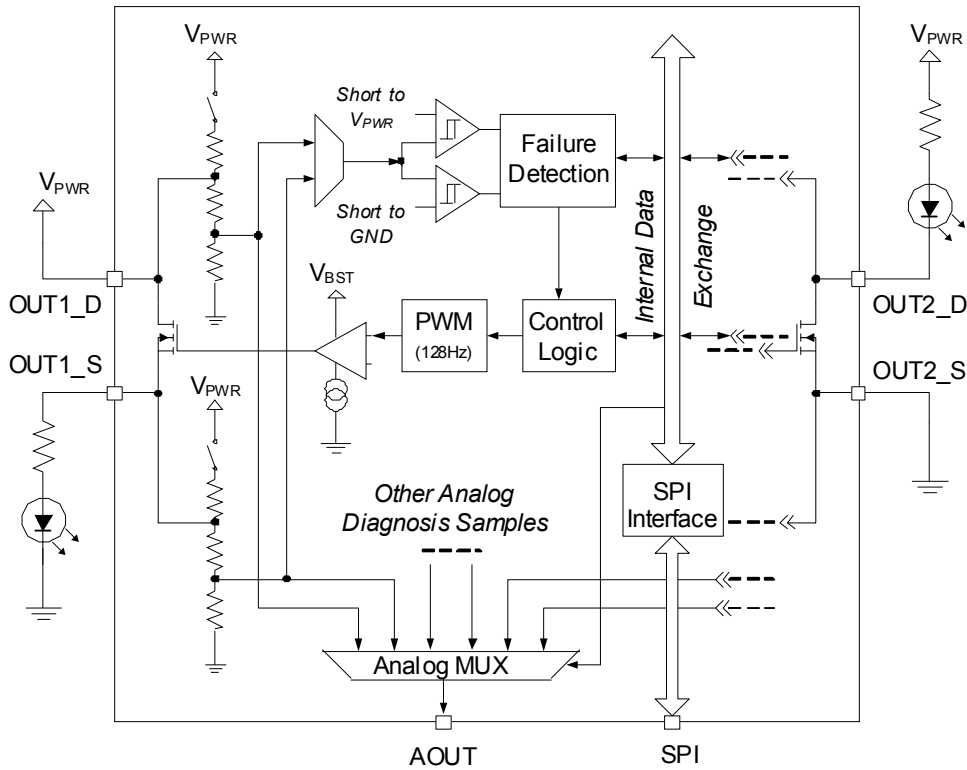 VPWR
VPWR
Short to
VPWR
Failure
Detection
VPWR
Short to
GND
Internal Data
Exchange
OUT1_D
VBST
PWM
(128Hz)
Control
Logic
OUT2_D
OUT1_S
OUT2_S
VPWR
Other Analog
Diagnosis Samples
SPI
Interface
Analog MUX
AOUT
SPI